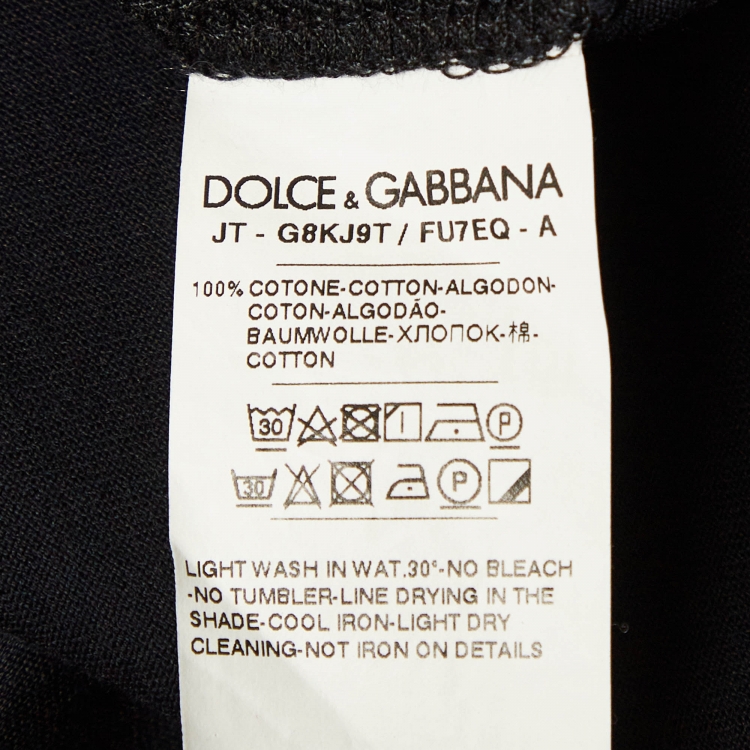 DOLCE & GABBANA
JT - G8KJ9T / FU7EQ - A
100% COTONE-COTTON-ALGODON-
COTON-ALGODÃO-
BAUMWOLLE-ХЛОПОК-棉-
COTTON
30 P
30 P
LIGHT WASH IN WAT.30°-NO BLEACH
-NO TUMBLER-LINE DRYING IN THE
SHADE-COOL IRON-LIGHT DRY
CLEANING-NOT IRON ON DETAILS